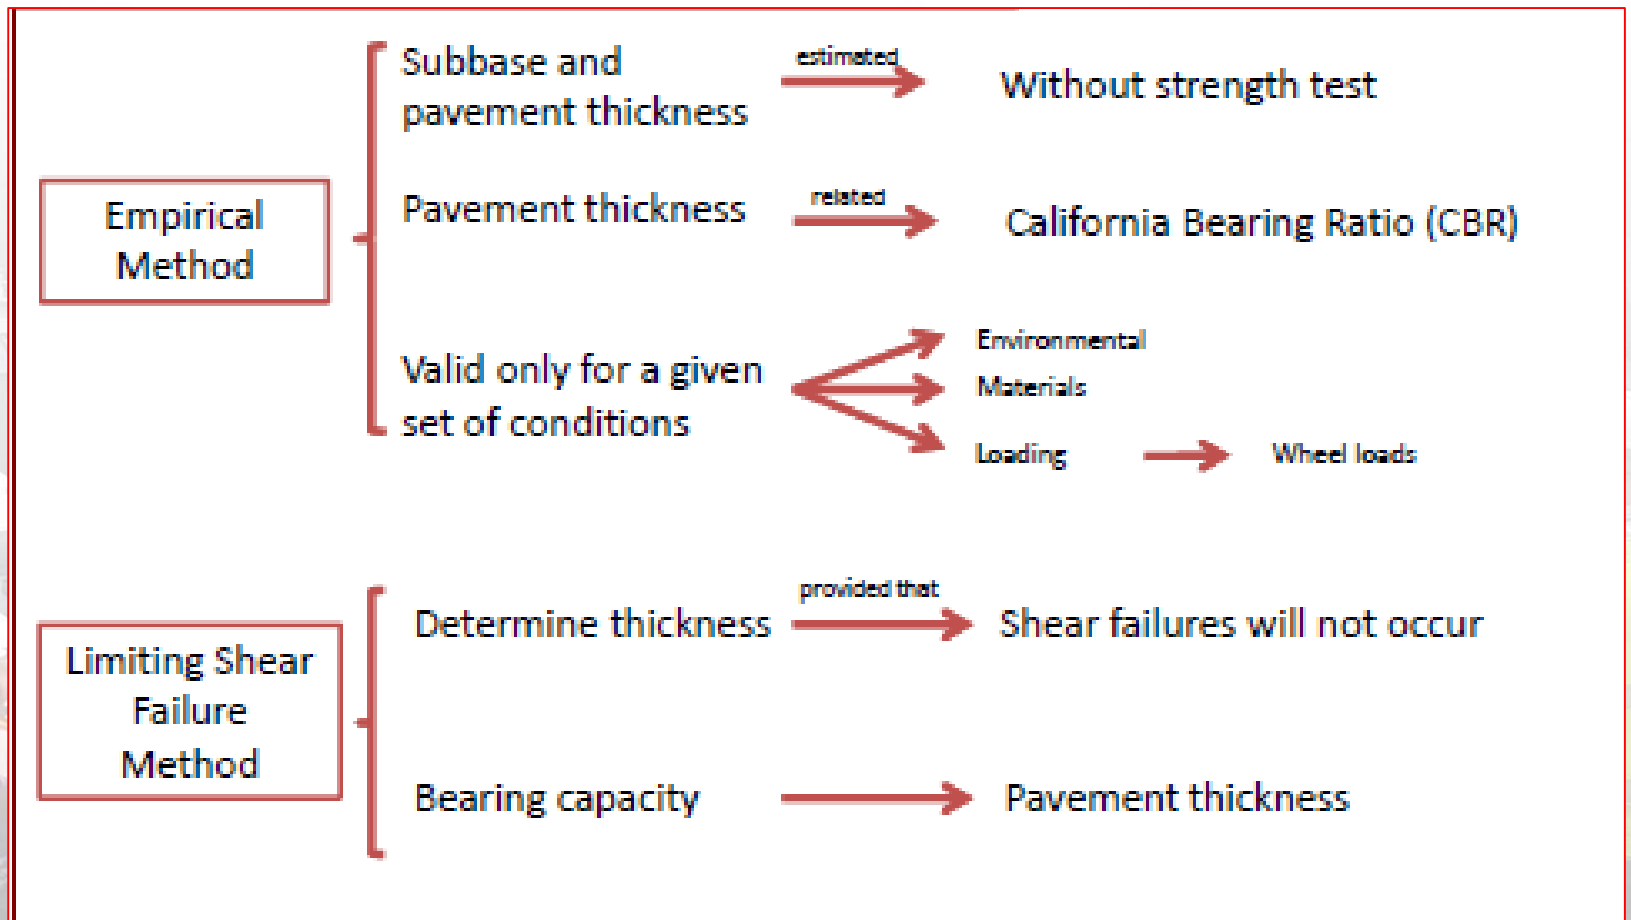 Subbase and
pavement thickness
estimated
Without strength test
Empirical
Method
Pavement thickness
related
California Bearing Ratio (CBR)
Valid only for a given
set of conditions
Environmental
Materials
Loading
Wheel loads
Limiting Shear
Failure
Method
Determine thickness
provided that
Shear failures will not occur
Bearing capacity
Pavement thickness